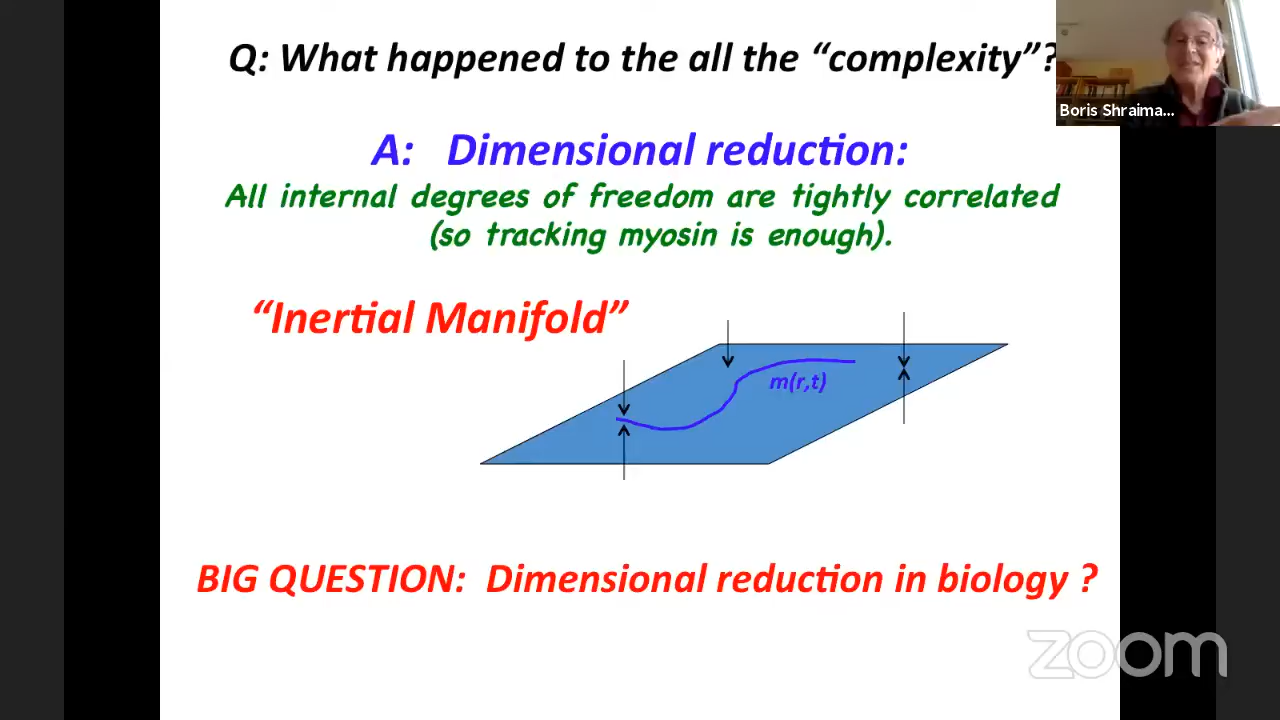 Q: What happened to the all the “complexity”?
Boris Shraima...
A: Dimensional reduction:
All internal degrees of freedom are tightly correlated
(so tracking myosin is enough).
“Inertial Manifold”
m(r,t)
BIG QUESTION: Dimensional reduction in biology ?
zoom